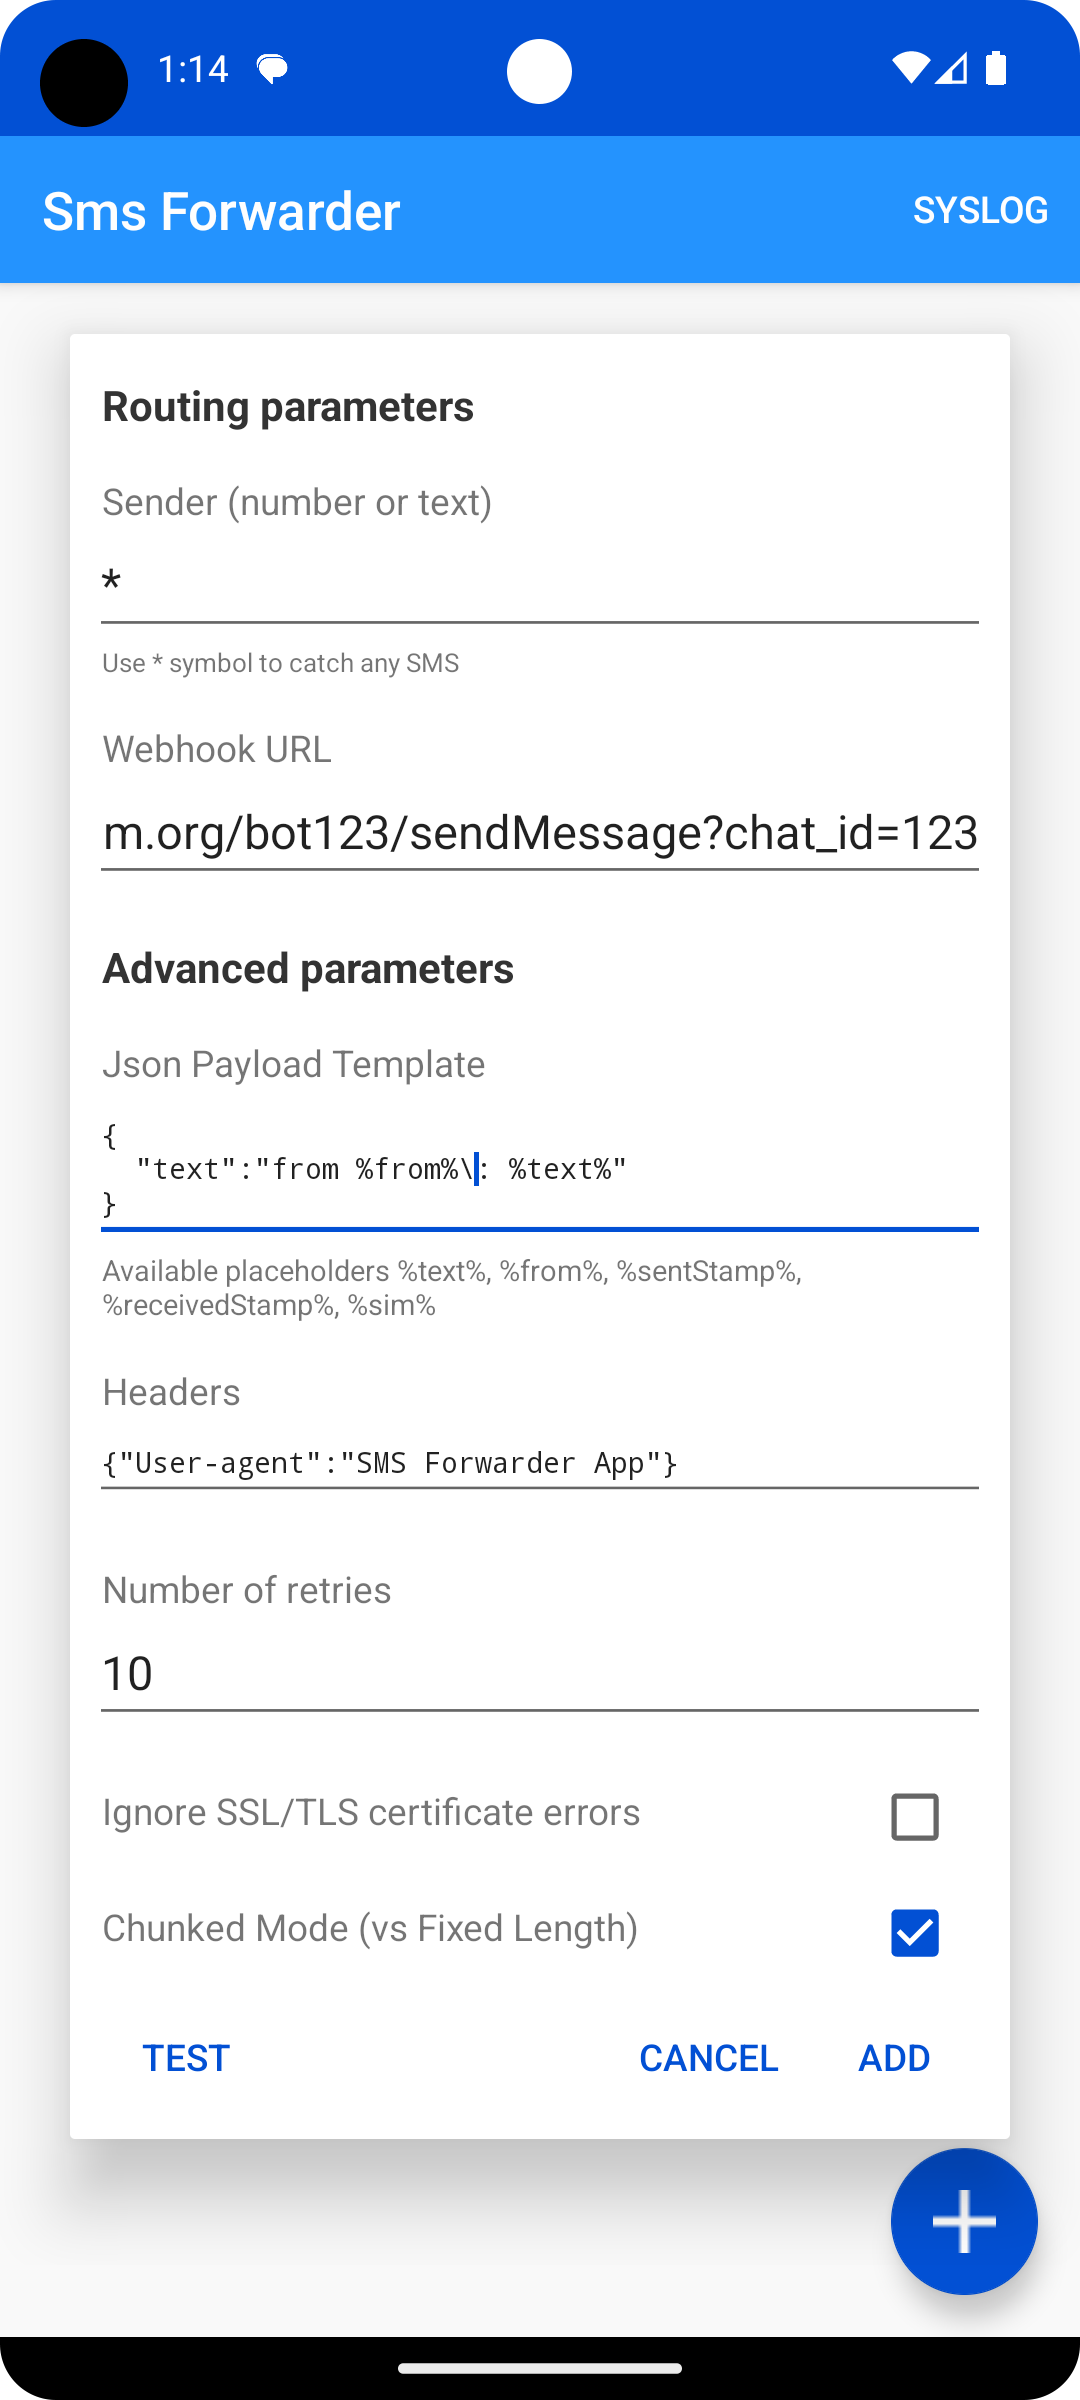 1:14
Sms Forwarder
SYSLOG
Routing parameters
Sender (number or text)
*
Use * symbol to catch any SMS
Webhook URL
m.org/bot123/sendMessage?chat_id=123
Advanced parameters
Json Payload Template
{
  "text":"from %from%\: %text%"
}
Available placeholders %text%, %from%, %sentStamp%,
%receivedStamp%, %sim%
Headers
{"User-agent":"SMS Forwarder App"}
Number of retries
10
Ignore SSL/TLS certificate errors
Chunked Mode (vs Fixed Length)
TEST
CANCEL
ADD